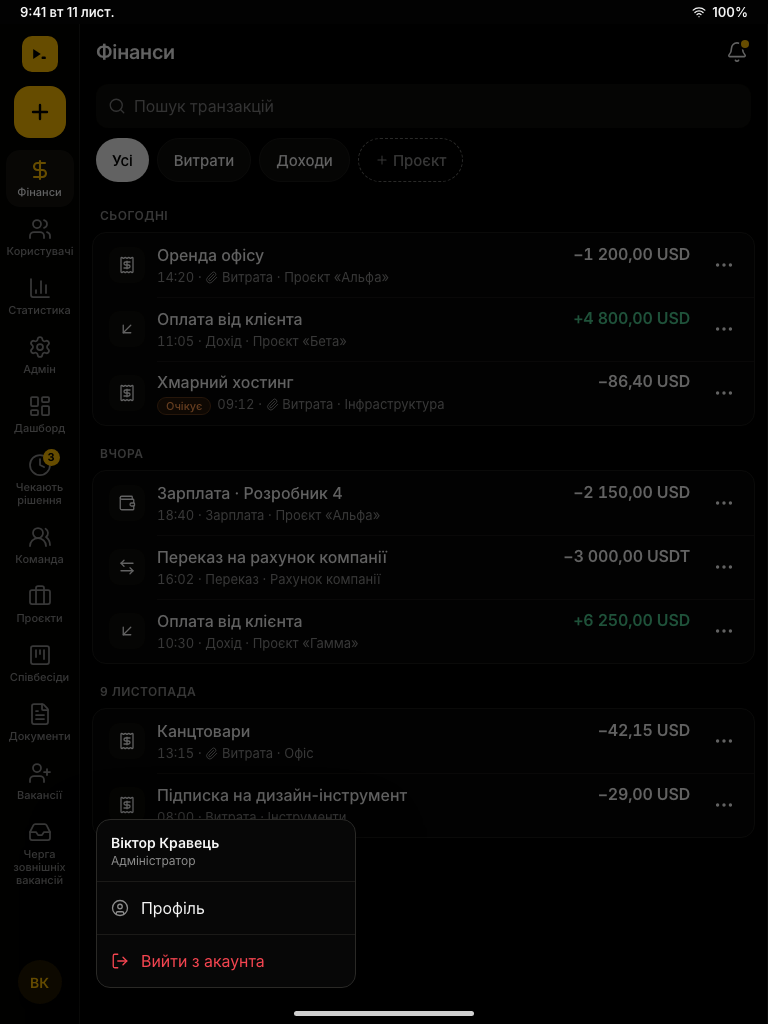 9:41 вт 11 лист.
100%
Фінанси
Пошук транзакцій
Усі
Витрати
Доходи
+ Проєкт
Фінанси
Користувачі
Статистика
Адмін
Дашборд
3
Чекають
рішення
Команда
Проєкти
Співбесіди
Документи
Вакансії
Черга
зовнішніх
вакансій
ВК
СЬОГОДНІ
Оренда офісу
−1 200,00 USD
14:20 · Витрата · Проєкт «Альфа»
Оплата від клієнта
+4 800,00 USD
11:05 · Дохід · Проєкт «Бета»
Хмарний хостинг
−86,40 USD
Очікує 09:12 · Витрата · Інфраструктура
ВЧОРА
Зарплата · Розробник 4
−2 150,00 USD
18:40 · Зарплата · Проєкт «Альфа»
Переказ на рахунок компанії
−3 000,00 USDT
16:02 · Переказ · Рахунок компанії
Оплата від клієнта
+6 250,00 USD
10:30 · Дохід · Проєкт «Гамма»
9 ЛИСТОПАДА
Канцтовари
−42,15 USD
13:15 · Витрата · Офіс
Підписка на дизайн-інструмент
−29,00 USD
08:00 · Витрата · Інструменти
Віктор Кравець
Адміністратор
Профіль
Вийти з акаунта